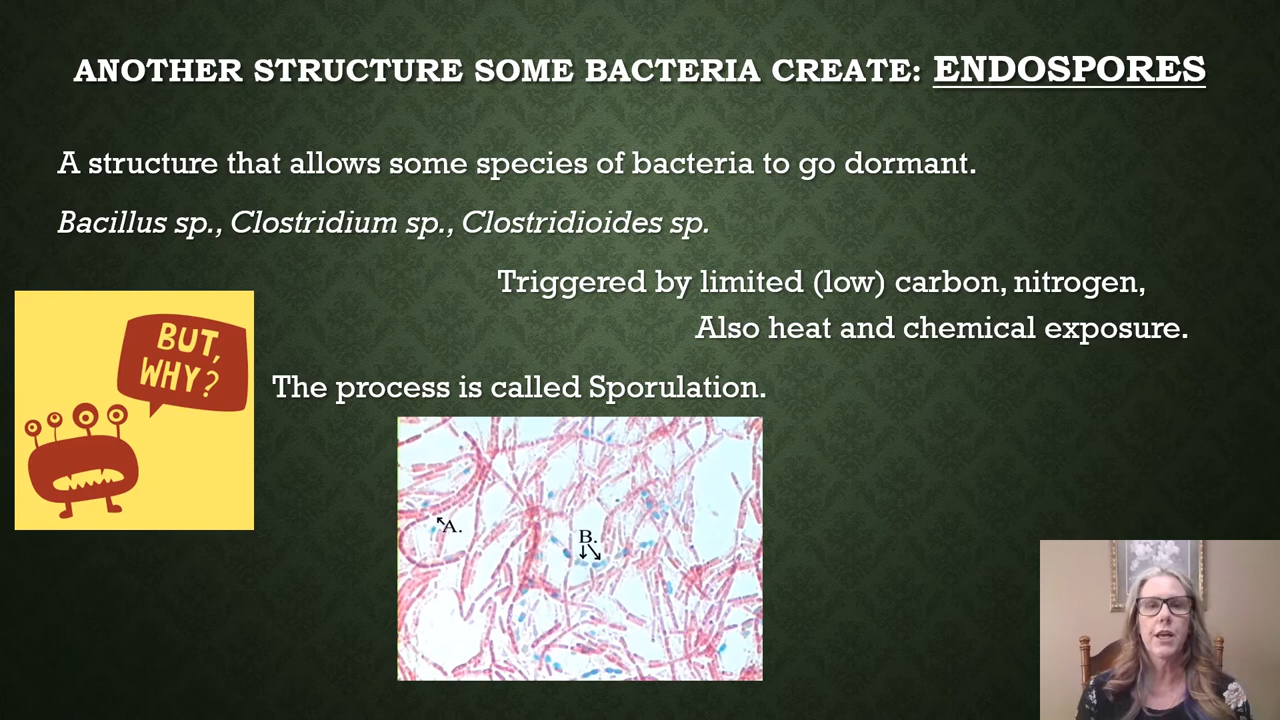 ANOTHER STRUCTURE SOME BACTERIA CREATE: ENDOSPORES
A structure that allows some species of bacteria to go dormant.
Bacillus sp., Clostridium sp., Clostridioides sp.
Triggered by limited (low) carbon, nitrogen,
Also heat and chemical exposure.
BUT,
WHY?
The process is called Sporulation.
A.
B.